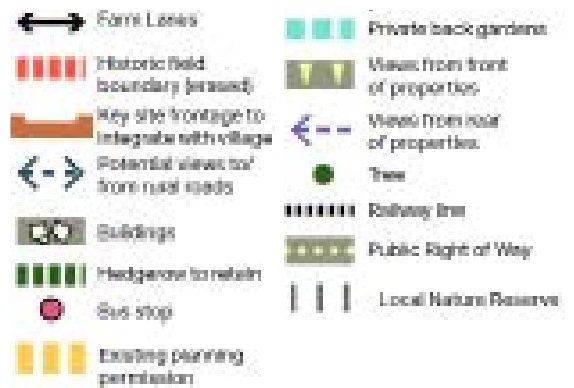 Farm Lanes
Historic field
boundary (erased)
Key site frontage to
integrate with village
Potential views to/
from rural roads
Buildings
Hedgerow to retain
Bus stop
Existing planning
permission
Private back gardens
Views from front
of properties
Views from rear
of properties
Tree
Railway line
Public Right of Way
Local Nature Reserve